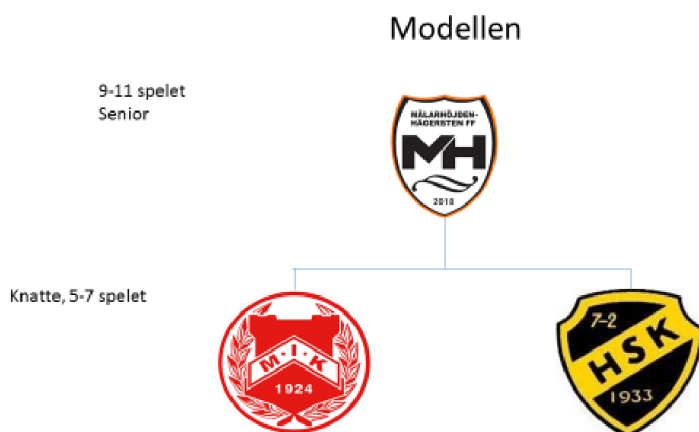 Modellen
9-11 spelet
Senior
MÄLARHÖJDEN-
HÄGERSTEN FF
MH
2010
Knatte, 5-7 spelet
M·I·K
1924
7-2
HSK
1933